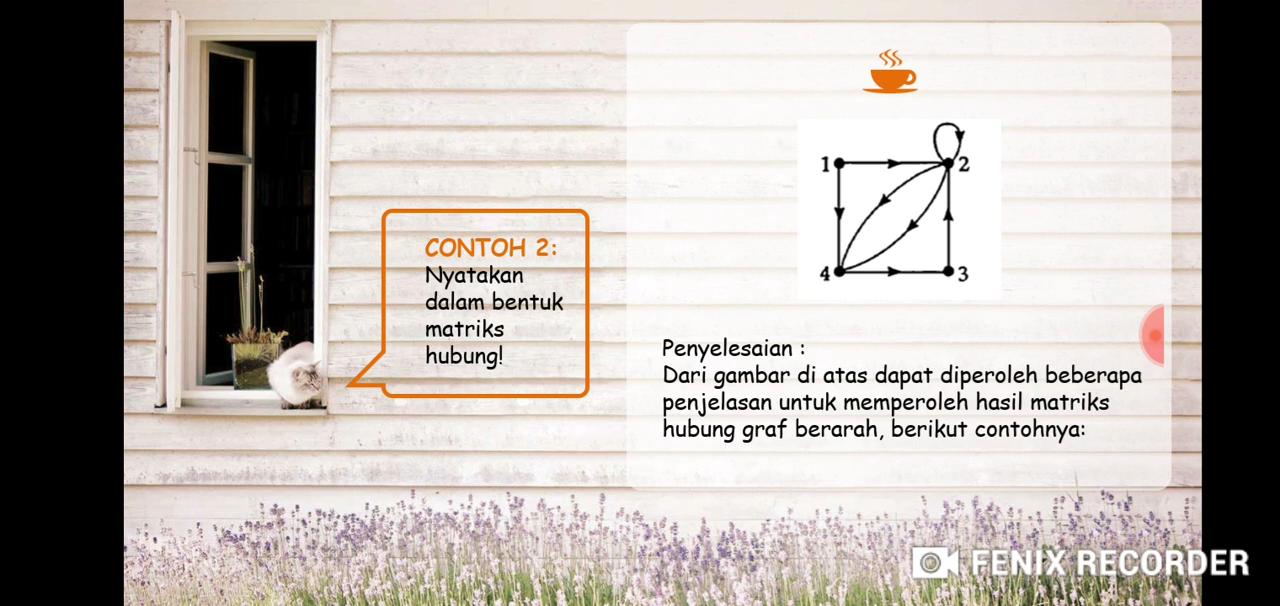 CONTOH 2:
Nyatakan
dalam bentuk
matriks
hubung!
1
2
4
3
Penyelesaian :
Dari gambar di atas dapat diperoleh beberapa
penjelasan untuk memperoleh hasil matriks
hubung graf berarah, berikut contohnya:
FENIX RECORDER